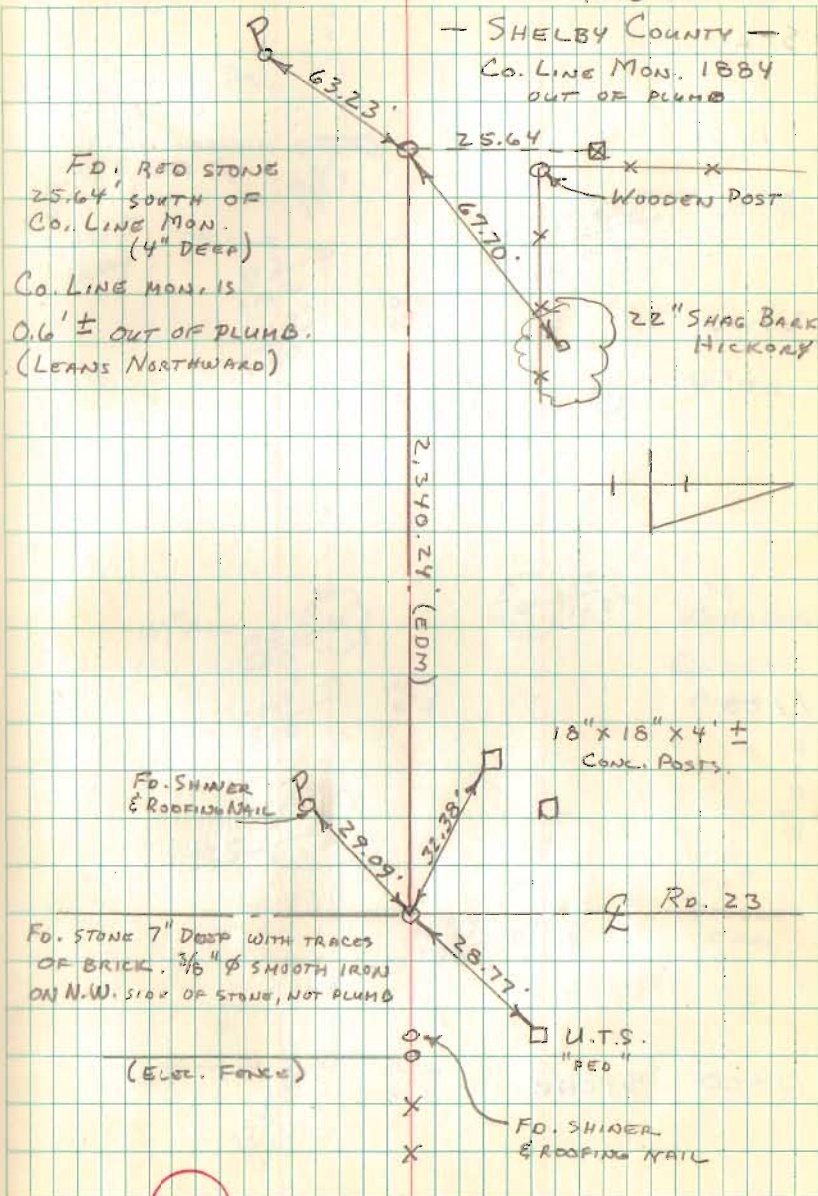 - SHELBY COUNTY -
CO. LINE MON. 1884
OUT OF PLUMB
63.23'
25.64
WOODEN POST
FD. RED STONE
25.64' SOUTH OF
CO. LINE MON.
(4" DEEP)
CO. LINE MON. IS
0.6' ± OUT OF PLUMB.
(LEANS NORTHWARD)
67.70'
22" SHAG BARK
HICKORY
2,340.24' (EDM)
18" x 18" x 4' ±
CONC. POSTS.
FD. SHINER
& ROOFING NAIL
29.09'
32.38'
℄ RD. 23
FD. STONE 7" DEEP WITH TRACES
OF BRICK. 3/8" ⌀ SMOOTH IRON
ON N.W. SIDE OF STONE, NOT PLUMB
28.77'
U.T.S.
"PED"
(ELEC. FENCE)
FD. SHINER
& ROOFING NAIL